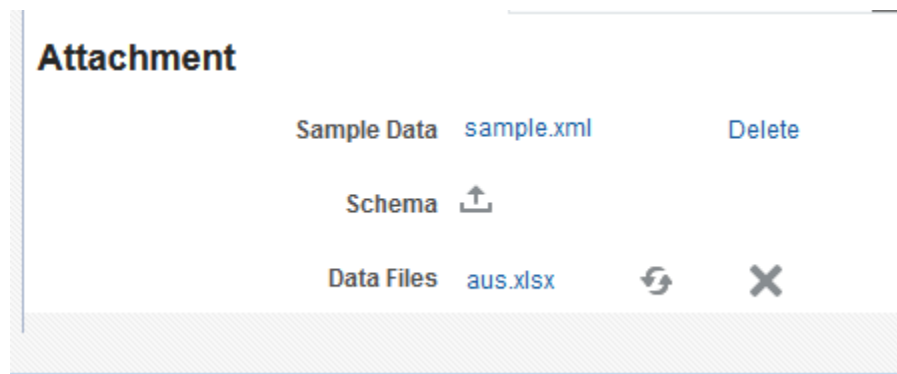 Attachment
Sample Data sample.xml Delete
Schema
Data Files aus.xlsx